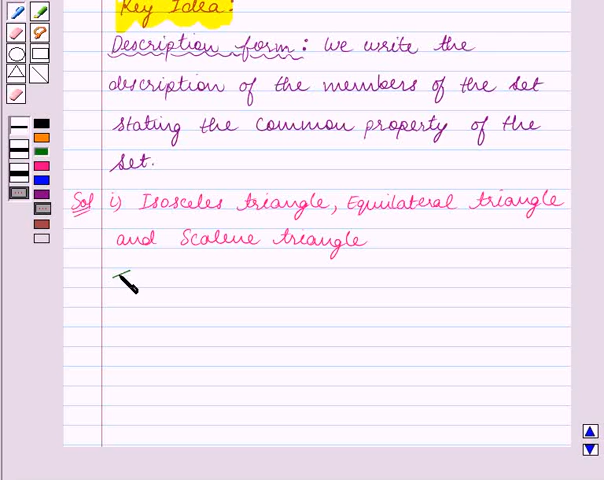 Key Idea:
Description form: We write the
description of the members of the set
stating the common property of the
set.
Sol i) Isosceles triangle, Equilateral triangle
and Scalene triangle